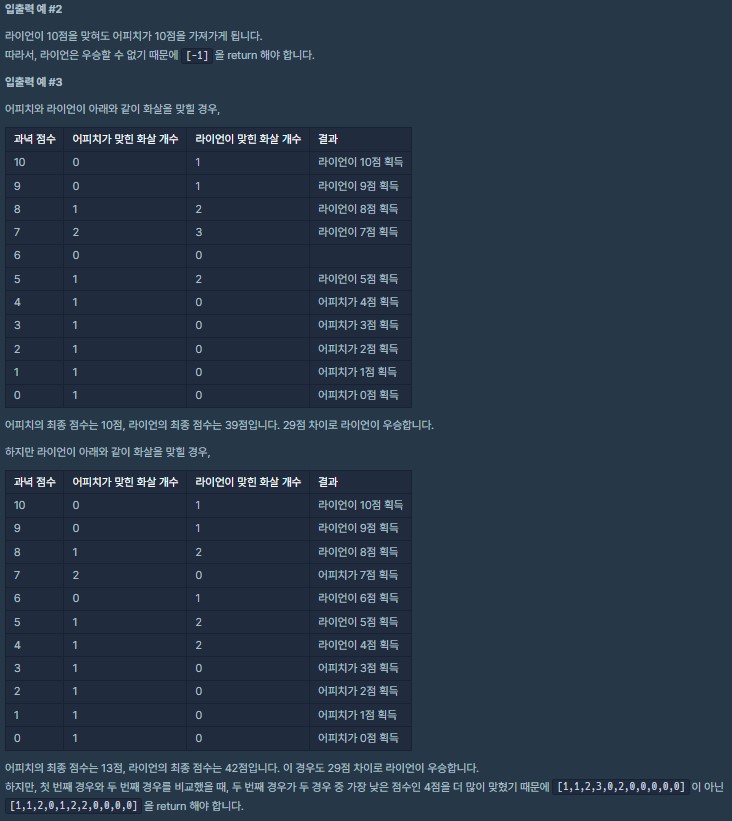 입출력 예 #2
라이언이 10점을 맞혀도 어피치가 10점을 가져가게 됩니다.
따라서, 라이언은 우승할 수 없기 때문에 [-1] 을 return 해야 합니다.
입출력 예 #3
어피치와 라이언이 아래와 같이 화살을 맞힐 경우,
과녁 점수 어피치가 맞힌 화살 개수 라이언이 맞힌 화살 개수 결과
10 0 1 라이언이 10점 획득
9 0 1 라이언이 9점 획득
8 1 2 라이언이 8점 획득
7 2 3 라이언이 7점 획득
6 0 0
5 1 2 라이언이 5점 획득
4 1 0 어피치가 4점 획득
3 1 0 어피치가 3점 획득
2 1 0 어피치가 2점 획득
1 1 0 어피치가 1점 획득
0 1 0 어피치가 0점 획득
어피치의 최종 점수는 10점, 라이언의 최종 점수는 39점입니다. 29점 차이로 라이언이 우승합니다.
하지만 라이언이 아래와 같이 화살을 맞힐 경우,
과녁 점수 어피치가 맞힌 화살 개수 라이언이 맞힌 화살 개수 결과
10 0 1 라이언이 10점 획득
9 0 1 라이언이 9점 획득
8 1 2 라이언이 8점 획득
7 2 0 어피치가 7점 획득
6 0 1 라이언이 6점 획득
5 1 2 라이언이 5점 획득
4 1 2 라이언이 4점 획득
3 1 0 어피치가 3점 획득
2 1 0 어피치가 2점 획득
1 1 0 어피치가 1점 획득
0 1 0 어피치가 0점 획득
어피치의 최종 점수는 13점, 라이언의 최종 점수는 42점입니다. 이 경우도 29점 차이로 라이언이 우승합니다.
하지만, 첫 번째 경우와 두 번째 경우를 비교했을 때, 두 번째 경우가 두 경우 중 가장 낮은 점수인 4점을 더 많이 맞혔기 때문에 [1,1,2,3,0,2,0,0,0,0,0] 이 아닌
[1,1,2,0,1,2,2,0,0,0,0] 을 return 해야 합니다.